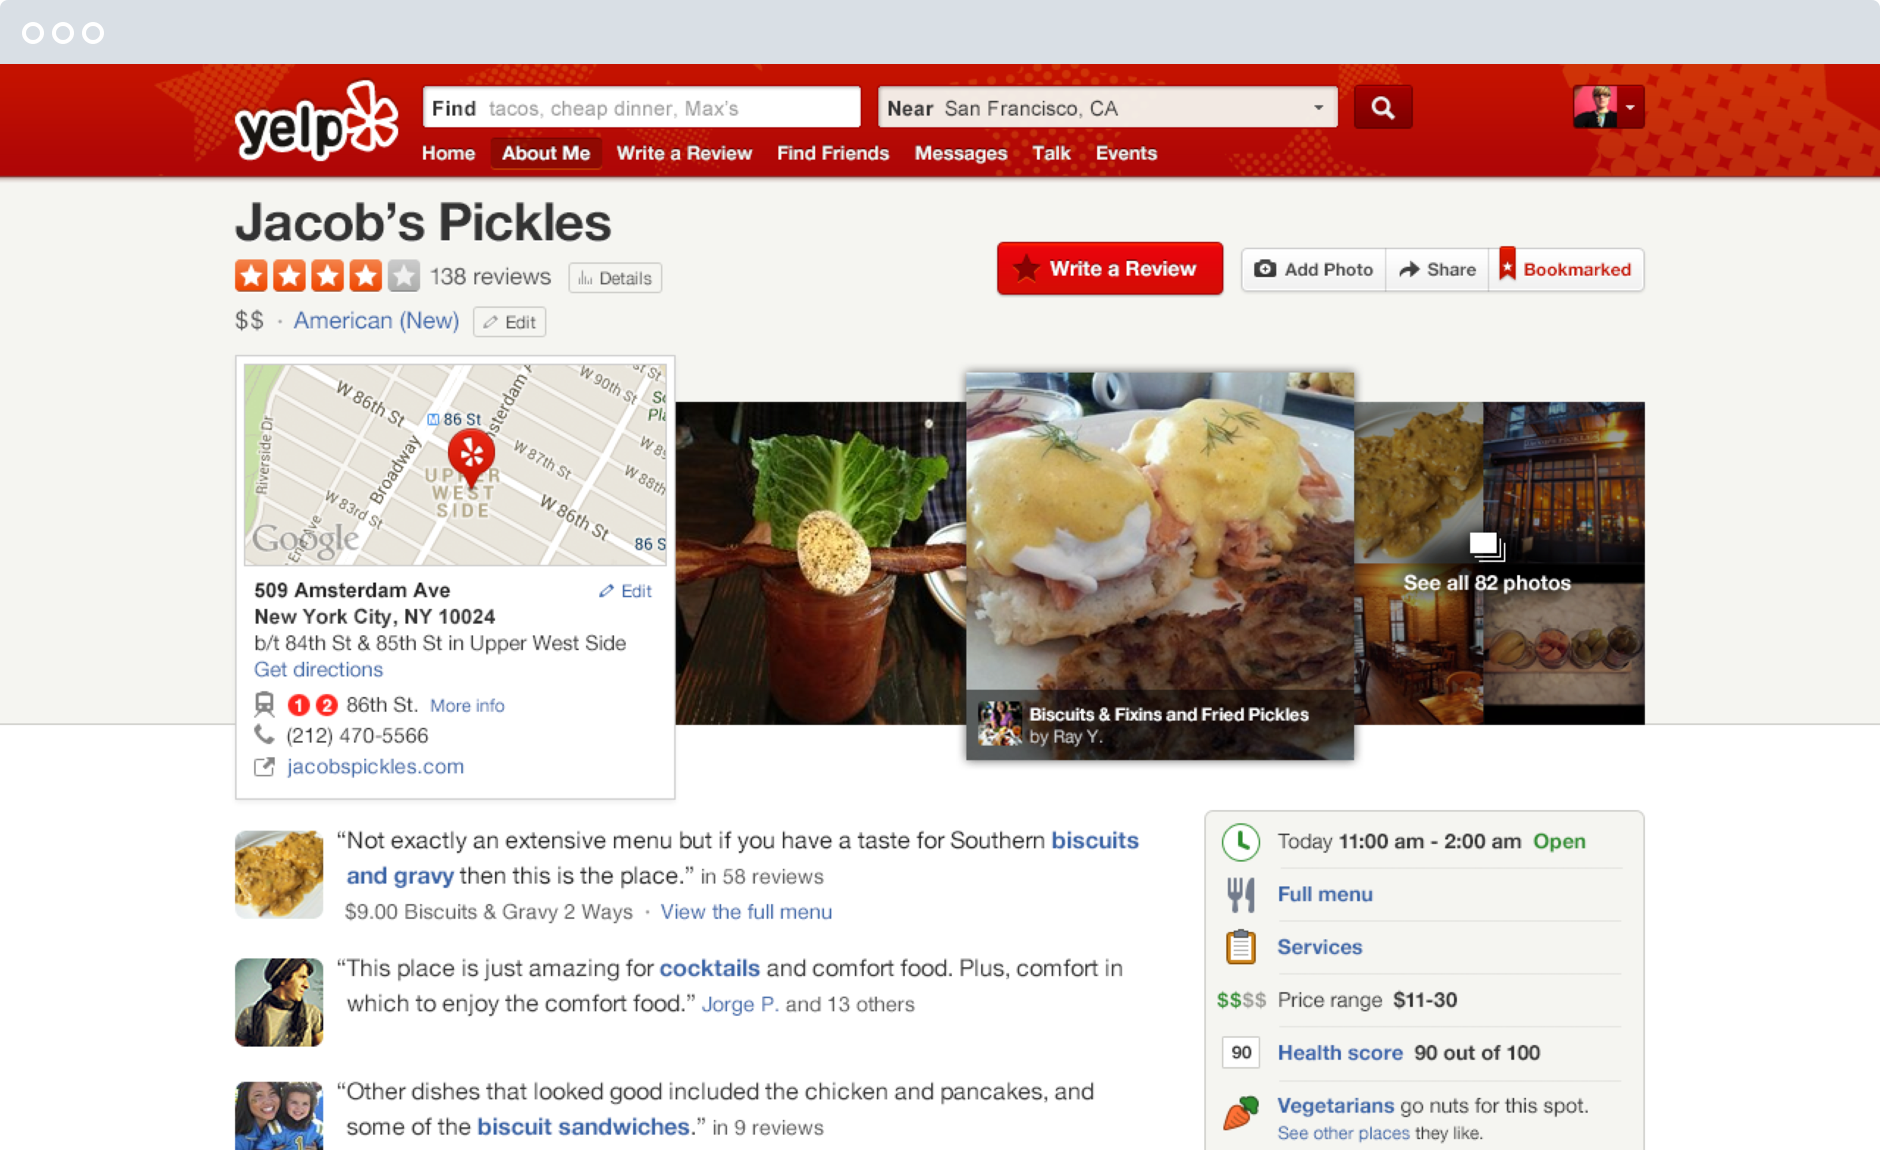 yelp
Find tacos, cheap dinner, Max's
Near San Francisco, CA
Home About Me Write a Review Find Friends Messages Talk Events
Jacob's Pickles
138 reviews Details
$$ · American (New) Edit
Write a Review Add Photo Share Bookmarked
W 90th St
W 86th St
86 St
Riverside Dr
Broadway
W 87th St
W 88th
UPPER
WEST
SIDE
W 83rd St
W 86th St
Google
86 S
509 Amsterdam Ave Edit
New York City, NY 10024
b/t 84th St & 85th St in Upper West Side
Get directions
1 2 86th St. More info
(212) 470-5566
jacobspickles.com
Biscuits & Fixins and Fried Pickles
by Ray Y.
See all 82 photos
“Not exactly an extensive menu but if you have a taste for Southern biscuits
and gravy then this is the place.” in 58 reviews
$9.00 Biscuits & Gravy 2 Ways · View the full menu
“This place is just amazing for cocktails and comfort food. Plus, comfort in
which to enjoy the comfort food.” Jorge P. and 13 others
“Other dishes that looked good included the chicken and pancakes, and
some of the biscuit sandwiches.” in 9 reviews
Today 11:00 am - 2:00 am Open
Full menu
Services
$$$$ Price range $11-30
90 Health score 90 out of 100
Vegetarians go nuts for this spot.
See other places they like.